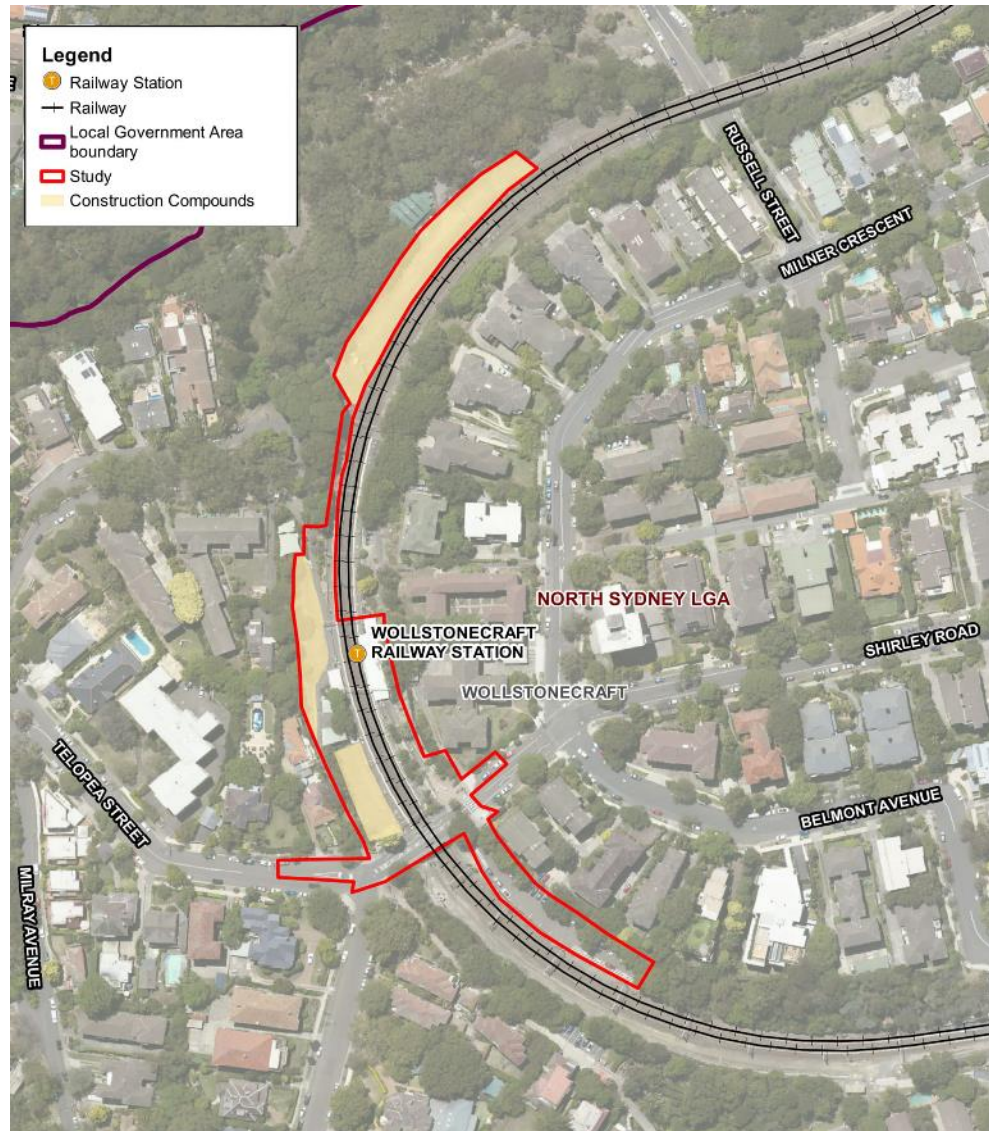 Legend
T Railway Station
Railway
Local Government Area
boundary
Study
Construction Compounds
RUSSELL STREET
MILNER CRESCENT
NORTH SYDNEY LGA
WOLLSTONECRAFT
RAILWAY STATION
T
SHIRLEY ROAD
WOLLSTONECRAFT
TELOPEA STREET
BELMONT AVENUE
MILRAY AVENUE